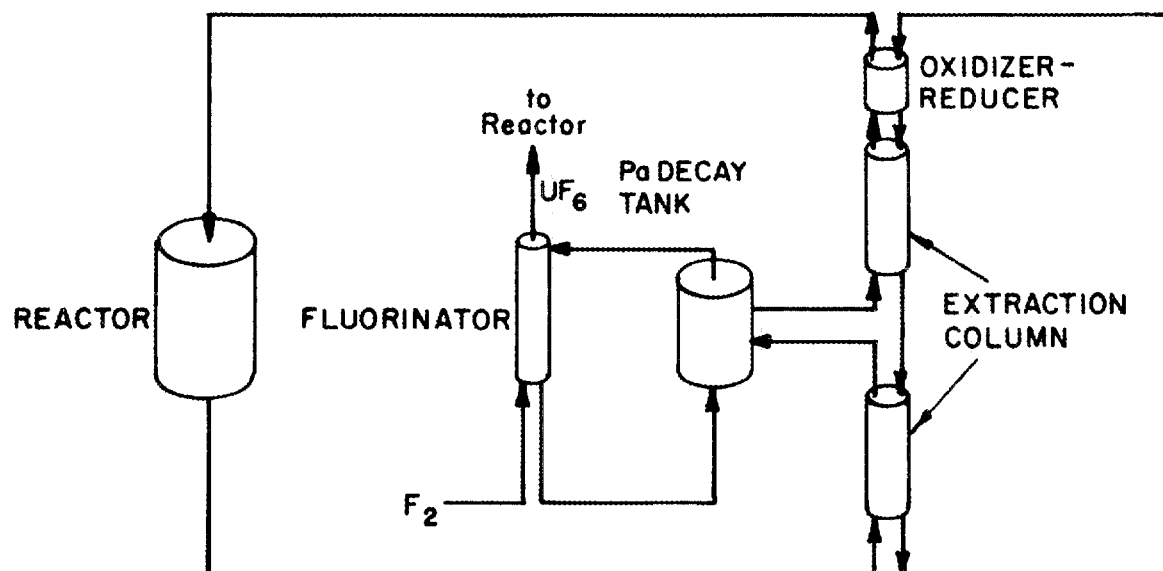 OXIDIZER-
REDUCER
to
Reactor
UF6
Pa DECAY
TANK
REACTOR
FLUORINATOR
EXTRACTION
COLUMN
F2